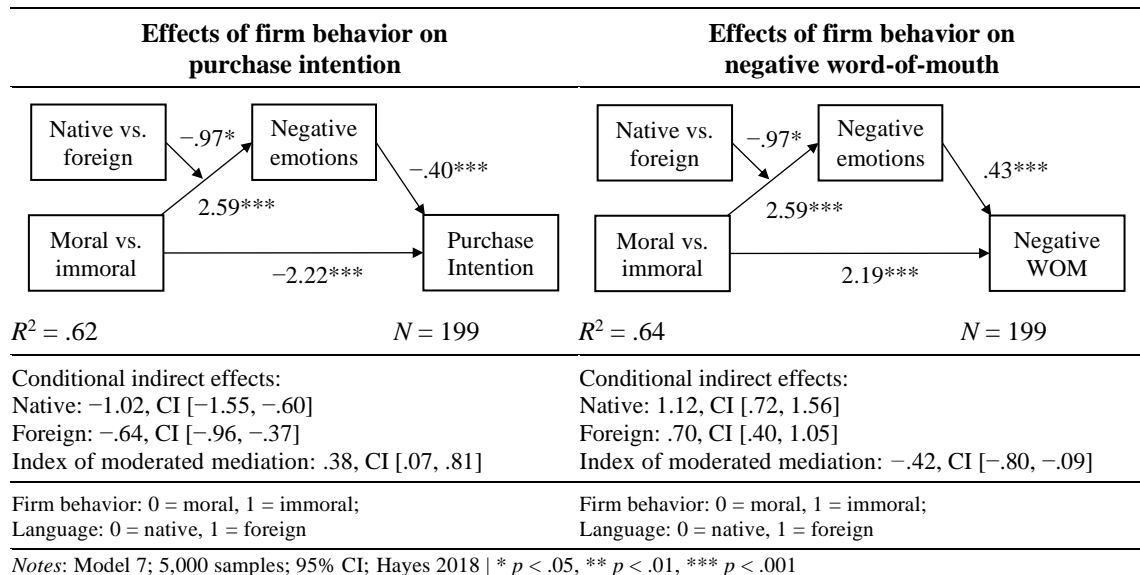 Effects of firm behavior on
purchase intention
Native vs.
foreign
−.97*
Negative
emotions
−.40***
2.59***
Moral vs.
immoral
−2.22***
Purchase
Intention
R² = .62
N = 199
Conditional indirect effects:
Native: −1.02, CI [−1.55, −.60]
Foreign: −.64, CI [−.96, −.37]
Index of moderated mediation: .38, CI [.07, .81]
Firm behavior: 0 = moral, 1 = immoral;
Language: 0 = native, 1 = foreign
Effects of firm behavior on
negative word-of-mouth
Native vs.
foreign
−.97*
Negative
emotions
.43***
2.59***
Moral vs.
immoral
2.19***
Negative
WOM
R² = .64
N = 199
Conditional indirect effects:
Native: 1.12, CI [.72, 1.56]
Foreign: .70, CI [.40, 1.05]
Index of moderated mediation: −.42, CI [−.80, −.09]
Firm behavior: 0 = moral, 1 = immoral;
Language: 0 = native, 1 = foreign
Notes: Model 7; 5,000 samples; 95% CI; Hayes 2018 | * p < .05, ** p < .01, *** p < .001